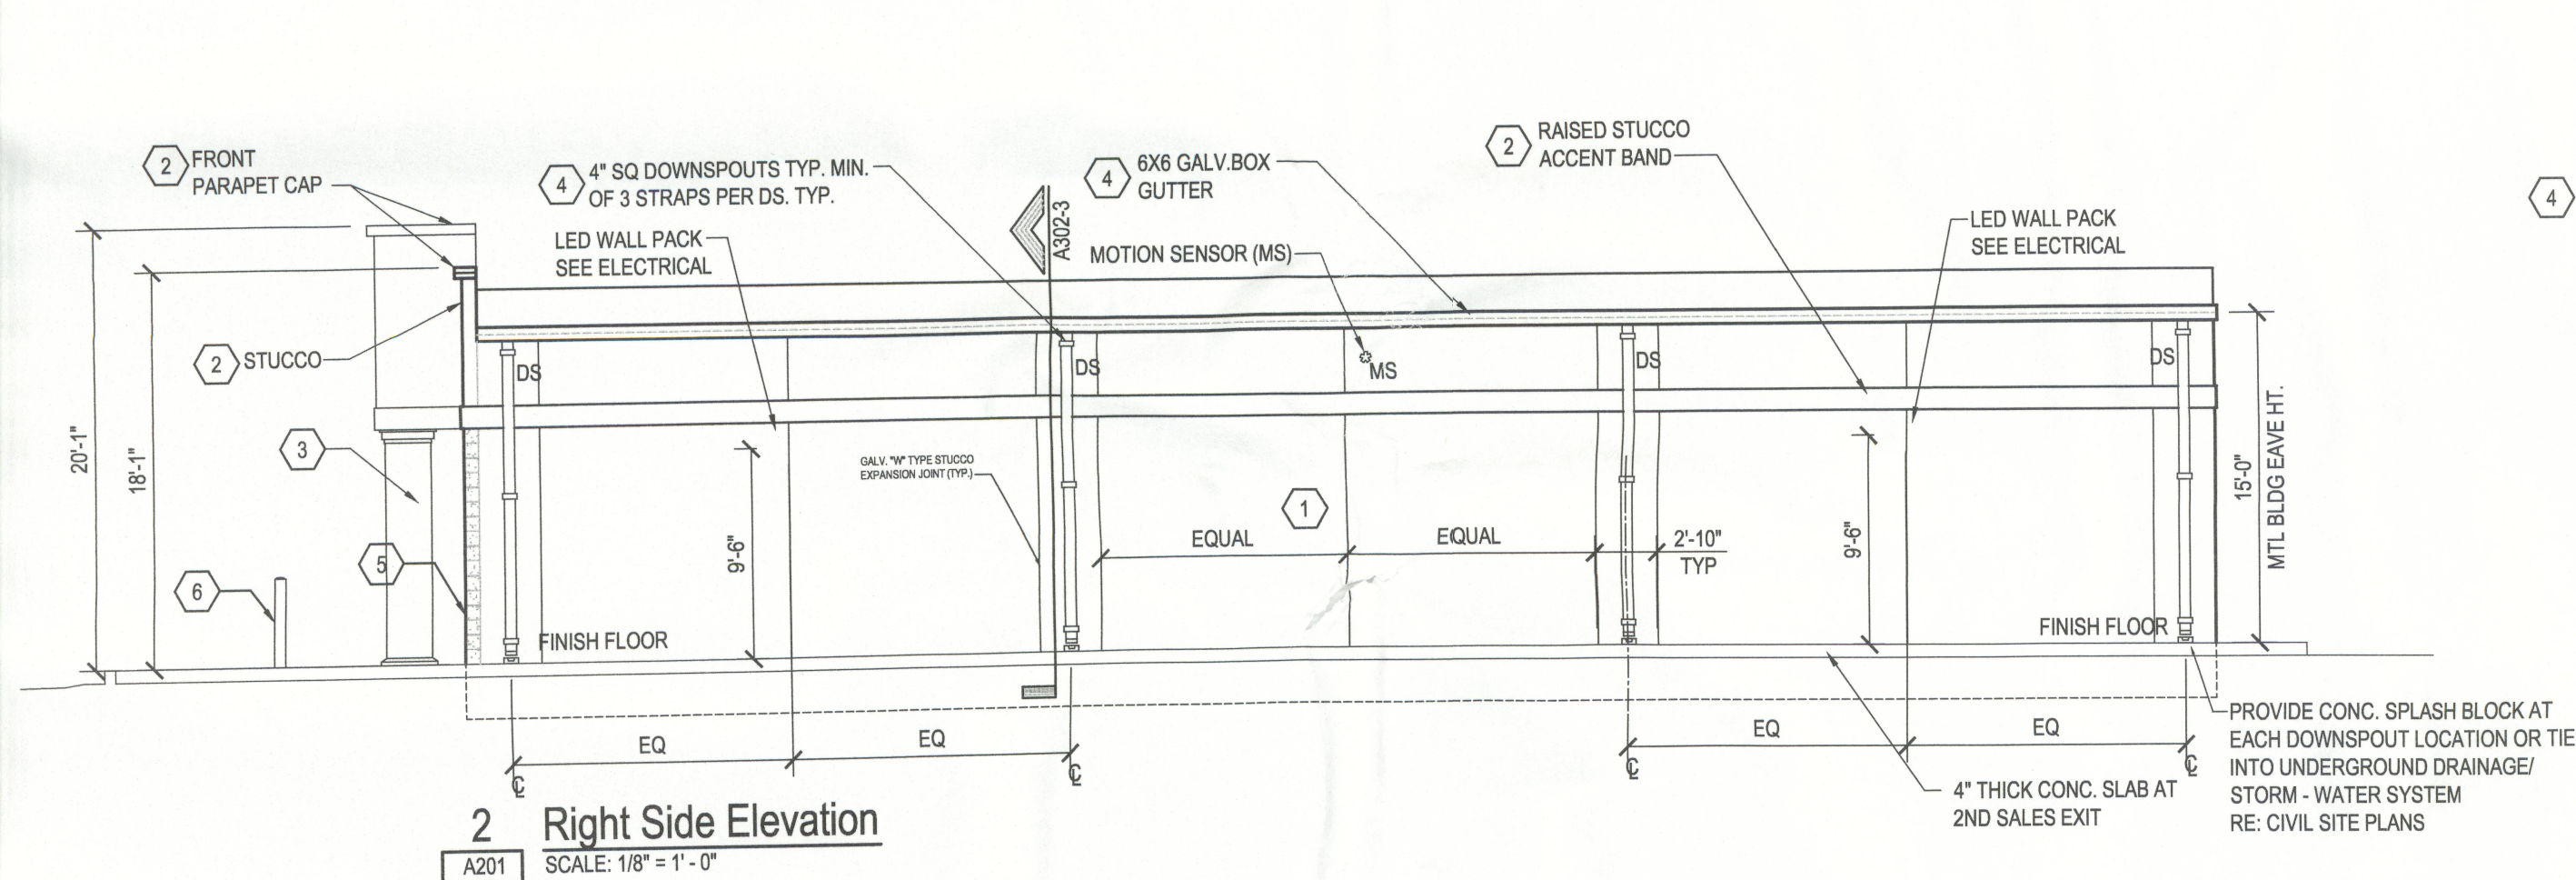 2
FRONT
PARAPET CAP
4
4" SQ DOWNSPOUTS TYP. MIN.
OF 3 STRAPS PER DS. TYP.
LED WALL PACK
SEE ELECTRICAL
A302-3
4
6X6 GALV.BOX
GUTTER
MOTION SENSOR (MS)
2
RAISED STUCCO
ACCENT BAND
LED WALL PACK
SEE ELECTRICAL
4
2
STUCCO
DS
DS
MS
DS
DS
20'-1"
18'-1"
3
5
6
9'-6"
GALV. "W" TYPE STUCCO
EXPANSION JOINT (TYP.)
1
EQUAL
EQUAL
2'-10"
TYP
9'-6"
15'-0"
MTL BLDG EAVE HT.
FINISH FLOOR
FINISH FLOOR
EQ
EQ
EQ
EQ
℄
℄
℄
℄
PROVIDE CONC. SPLASH BLOCK AT
EACH DOWNSPOUT LOCATION OR TIE
INTO UNDERGROUND DRAINAGE/
STORM - WATER SYSTEM
RE: CIVIL SITE PLANS
4" THICK CONC. SLAB AT
2ND SALES EXIT
2
Right Side Elevation
A201
SCALE: 1/8" = 1' - 0"